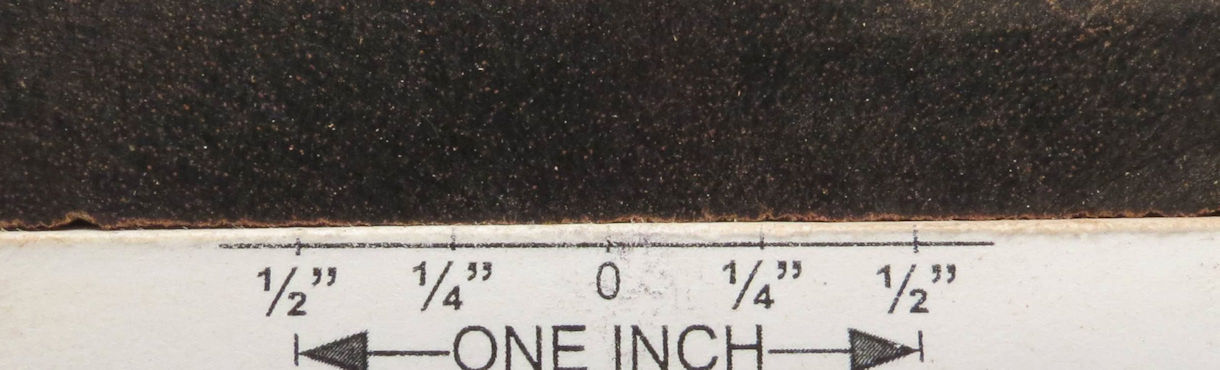 1/2” 1/4” 0 1/4” 1/2”
ONE INCH